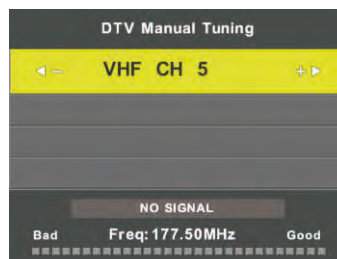 DTV Manual Tuning
VHF CH 5
NO SIGNAL
Bad Freq:177.50MHz Good